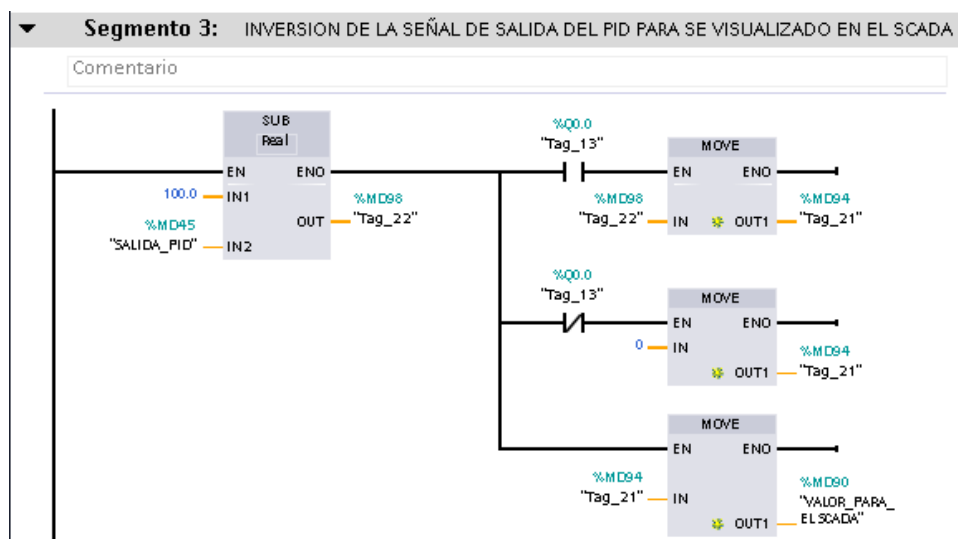 Segmento 3: INVERSION DE LA SEÑAL DE SALIDA DEL PID PARA SE VISUALIZADO EN EL SCADA
Comentario
SUB
Real
EN ENO
100.0 IN1
%MD45
"SALIDA_PID" IN2
OUT
%MD98
"Tag_22"
%Q0.0
"Tag_13"
MOVE
EN ENO
%MD98
"Tag_22" IN
OUT1
%MD94
"Tag_21"
%Q0.0
"Tag_13"
MOVE
EN ENO
0 IN
OUT1
%MD94
"Tag_21"
MOVE
EN ENO
%MD94
"Tag_21" IN
OUT1
%MD90
"VALOR_PARA_
ELSCADA"